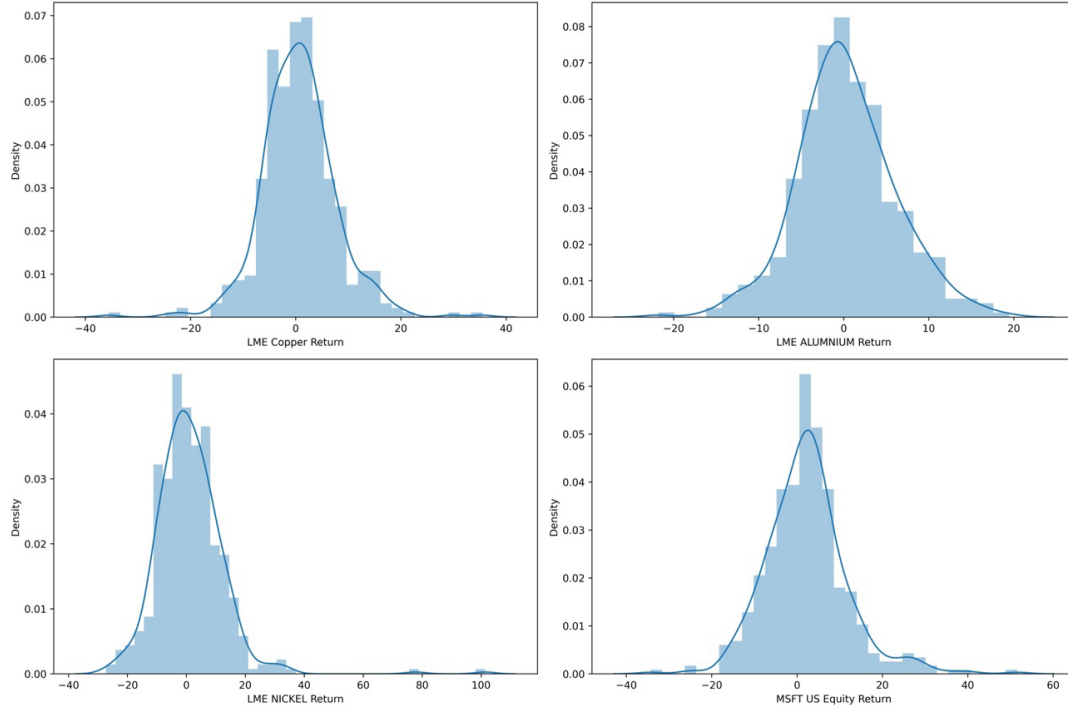 0.07
0.06
0.05
0.04
0.03
0.02
0.01
0.00
Density
−40 −20 0 20 40
LME Copper Return
0.08
0.07
0.06
0.05
0.04
0.03
0.02
0.01
0.00
Density
−20 −10 0 10 20
LME ALUMNIUM Return
0.04
0.03
0.02
0.01
0.00
Density
−40 −20 0 20 40 60 80 100
LME NICKEL Return
0.06
0.05
0.04
0.03
0.02
0.01
0.00
Density
−40 −20 0 20 40 60
MSFT US Equity Return